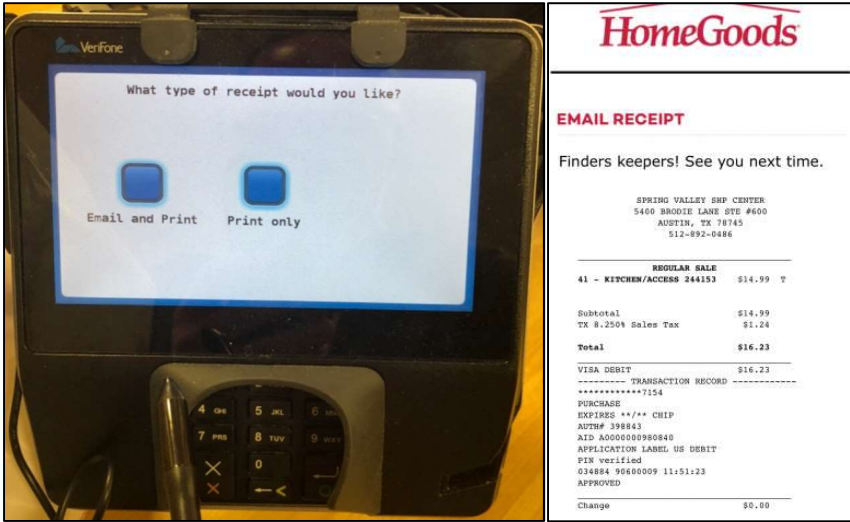 VeriFone
What type of receipt would you like?
Email and Print
Print only
4 GHI
5 JKL
6
7 PRS
8 TUV
9 WXY
0
HomeGoods
EMAIL RECEIPT
Finders keepers! See you next time.
SPRING VALLEY SHP CENTER
5400 BRODIE LANE STE #600
AUSTIN, TX 78745
512-892-0486
REGULAR SALE
41 - KITCHEN/ACCESS 244153 $14.99 T
Subtotal $14.99
TX 8.250% Sales Tax $1.24
Total $16.23
VISA DEBIT $16.23
--------- TRANSACTION RECORD ------------
************7154
PURCHASE
EXPIRES **/** CHIP
AUTH# 398843
AID A0000000980840
APPLICATION LABEL US DEBIT
PIN verified
034884 90600009 11:51:23
APPROVED
Change $0.00